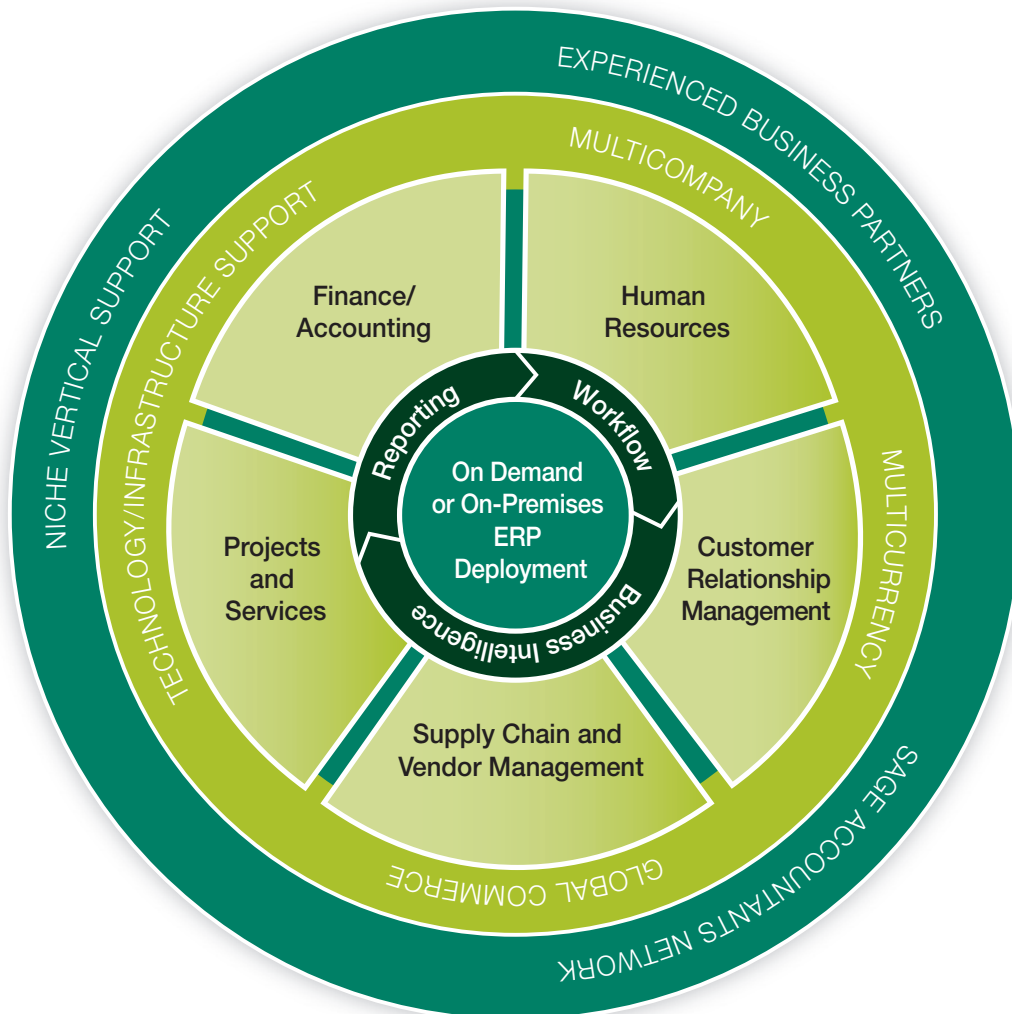 EXPERIENCED BUSINESS PARTNERS
NICHE VERTICAL SUPPORT
SAGE ACCOUNTANTS NETWORK
TECHNOLOGY/INFRASTRUCTURE SUPPORT
MULTICOMPANY
MULTICURRENCY
GLOBAL COMMERCE
Finance/
Accounting
Human
Resources
Customer
Relationship
Management
Supply Chain and
Vendor Management
Projects
and
Services
Reporting
Workflow
Business Intelligence
On Demand
or On-Premises
ERP
Deployment